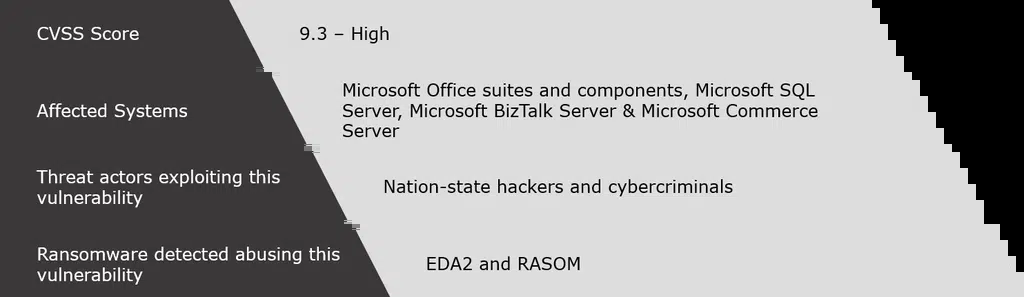 CVSS Score
9.3 – High
Affected Systems
Microsoft Office suites and components, Microsoft SQL
Server, Microsoft BizTalk Server & Microsoft Commerce
Server
Threat actors exploiting this
vulnerability
Nation-state hackers and cybercriminals
Ransomware detected abusing this
vulnerability
EDA2 and RASOM